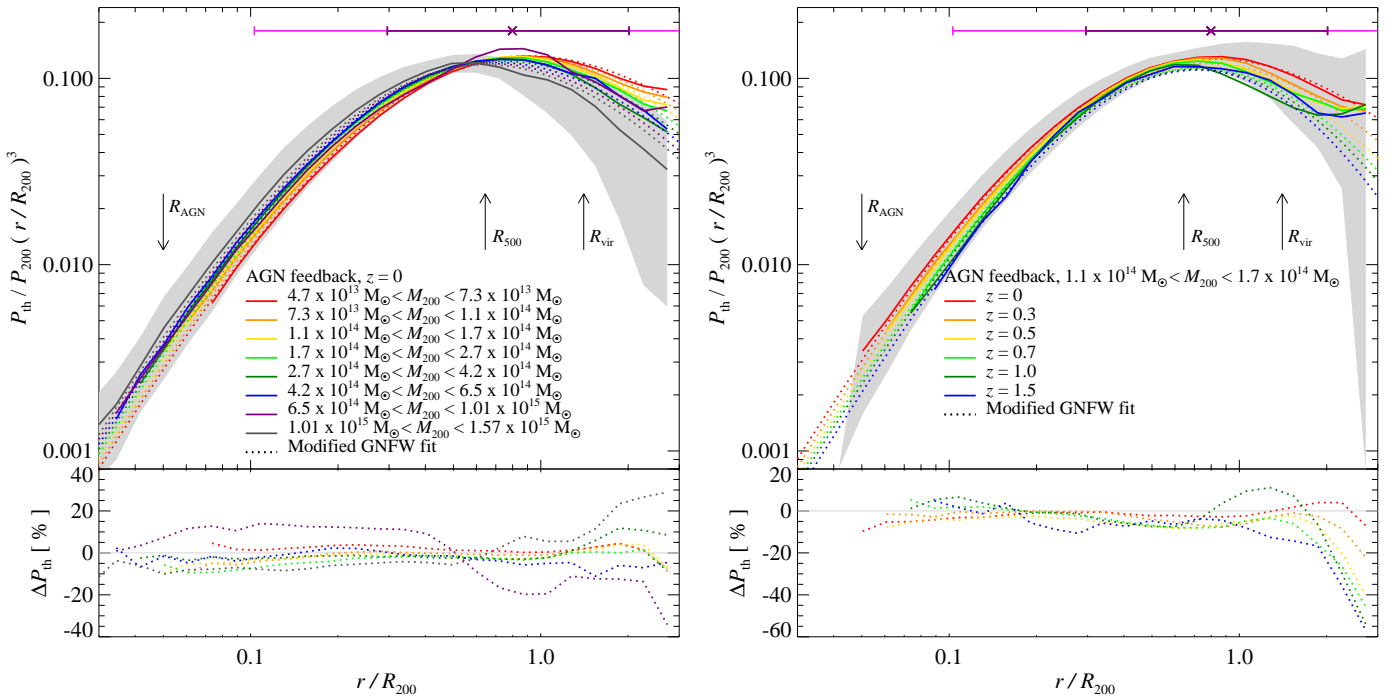 0.100
0.010
0.001
P_th / P_200 ( r / R_200 )^3
R_AGN
R_500
R_vir
AGN feedback, z = 0
4.7 x 10^13 M_⊙ < M_200 < 7.3 x 10^13 M_⊙
7.3 x 10^13 M_⊙ < M_200 < 1.1 x 10^14 M_⊙
1.1 x 10^14 M_⊙ < M_200 < 1.7 x 10^14 M_⊙
1.7 x 10^14 M_⊙ < M_200 < 2.7 x 10^14 M_⊙
2.7 x 10^14 M_⊙ < M_200 < 4.2 x 10^14 M_⊙
4.2 x 10^14 M_⊙ < M_200 < 6.5 x 10^14 M_⊙
6.5 x 10^14 M_⊙ < M_200 < 1.01 x 10^15 M_⊙
1.01 x 10^15 M_⊙ < M_200 < 1.57 x 10^15 M_⊙
Modified GNFW fit
40
20
0
-20
-40
ΔP_th [ % ]
0.1
1.0
r / R_200
0.100
0.010
0.001
P_th / P_200 ( r / R_200 )^3
R_AGN
R_500
R_vir
AGN feedback, 1.1 x 10^14 M_⊙ < M_200 < 1.7 x 10^14 M_⊙
z = 0
z = 0.3
z = 0.5
z = 0.7
z = 1.0
z = 1.5
Modified GNFW fit
20
0
-20
-40
-60
ΔP_th [ % ]
0.1
1.0
r / R_200